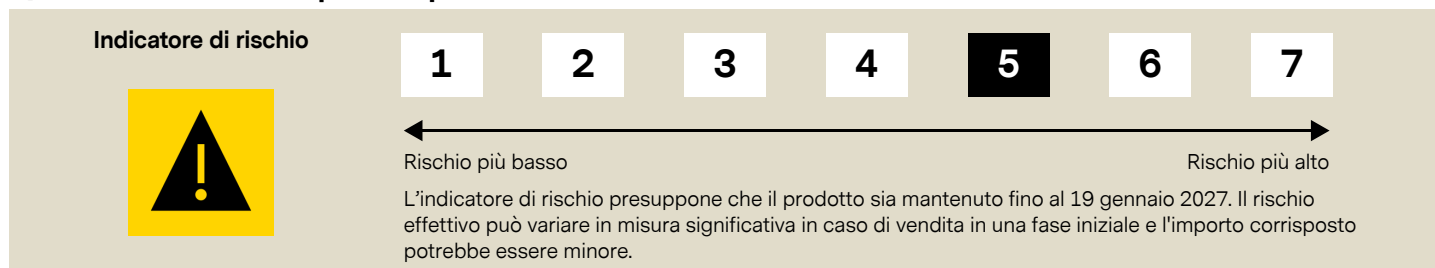 Indicatore di rischio
1 2 3 4 5 6 7
!
Rischio più basso Rischio più alto
L'indicatore di rischio presuppone che il prodotto sia mantenuto fino al 19 gennaio 2027. Il rischio
effettivo può variare in misura significativa in caso di vendita in una fase iniziale e l'importo corrisposto
potrebbe essere minore.